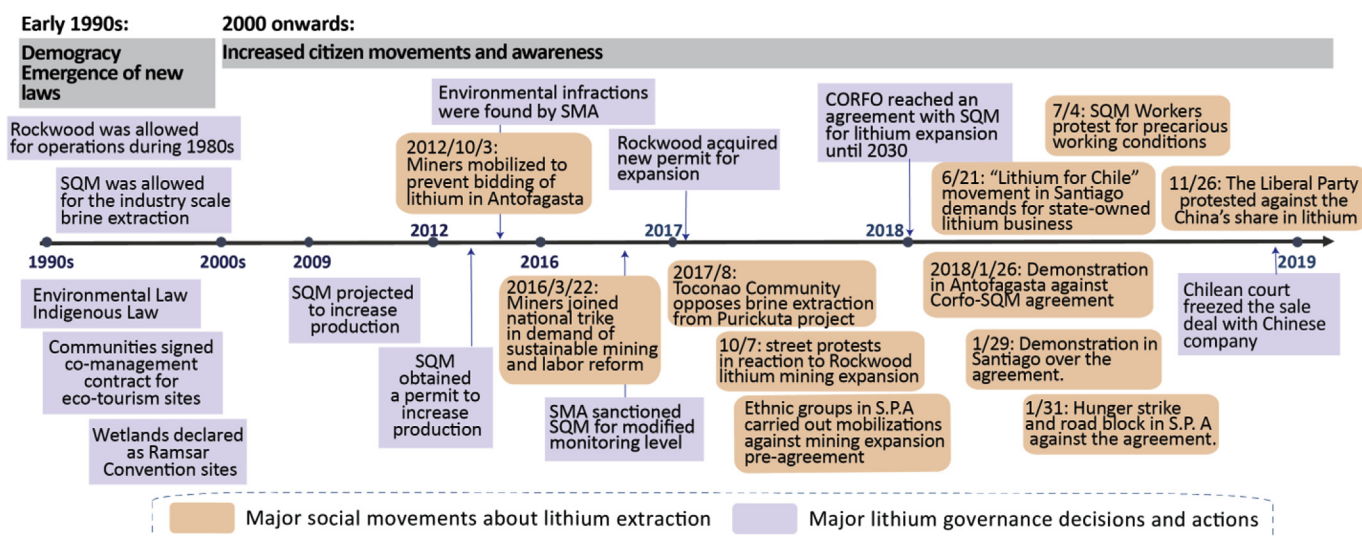 Early 1990s:
Demogracy
Emergence of new
laws
2000 onwards:
Increased citizen movements and awareness
Rockwood was allowed
for operations during 1980s
SQM was allowed
for the industry scale
brine extraction
Environmental infractions
were found by SMA
2012/10/3:
Miners mobilized to
prevent bidding of
lithium in Antofagasta
Rockwood acquired
new permit for
expansion
CORFO reached an
agreement with SQM
for lithium expansion
until 2030
7/4: SQM Workers
protest for precarious
working conditions
6/21: “Lithium for Chile”
movement in Santiago
demands for state-owned
lithium business
11/26: The Liberal Party
protested against the
China’s share in lithium
1990s
2000s
2009
2012
2016
2017
2018
2019
Environmental Law
Indigenous Law
Communities signed
co-management
contract for
eco-tourism sites
Wetlands declared
as Ramsar
Convention sites
SQM projected
to increase
production
SQM
obtained
a permit to
increase
production
2016/3/22:
Miners joined
national trike
in demand of
sustainable mining
and labor reform
SMA sanctioned
SQM for modified
monitoring level
2017/8:
Toconao Community
opposes brine extraction
from Purickuta project
10/7: street protests
in reaction to Rockwood
lithium mining expansion
Ethnic groups in S.P.A
carried out mobilizations
against mining expansion
pre-agreement
2018/1/26: Demonstration
in Antofagasta against
Corfo-SQM agreement
1/29: Demonstration in
Santiago over the
agreement.
1/31: Hunger strike
and road block in S.P. A
against the agreement.
Chilean court
freezed the sale
deal with Chinese
company
Major social movements about lithium extraction
Major lithium governance decisions and actions